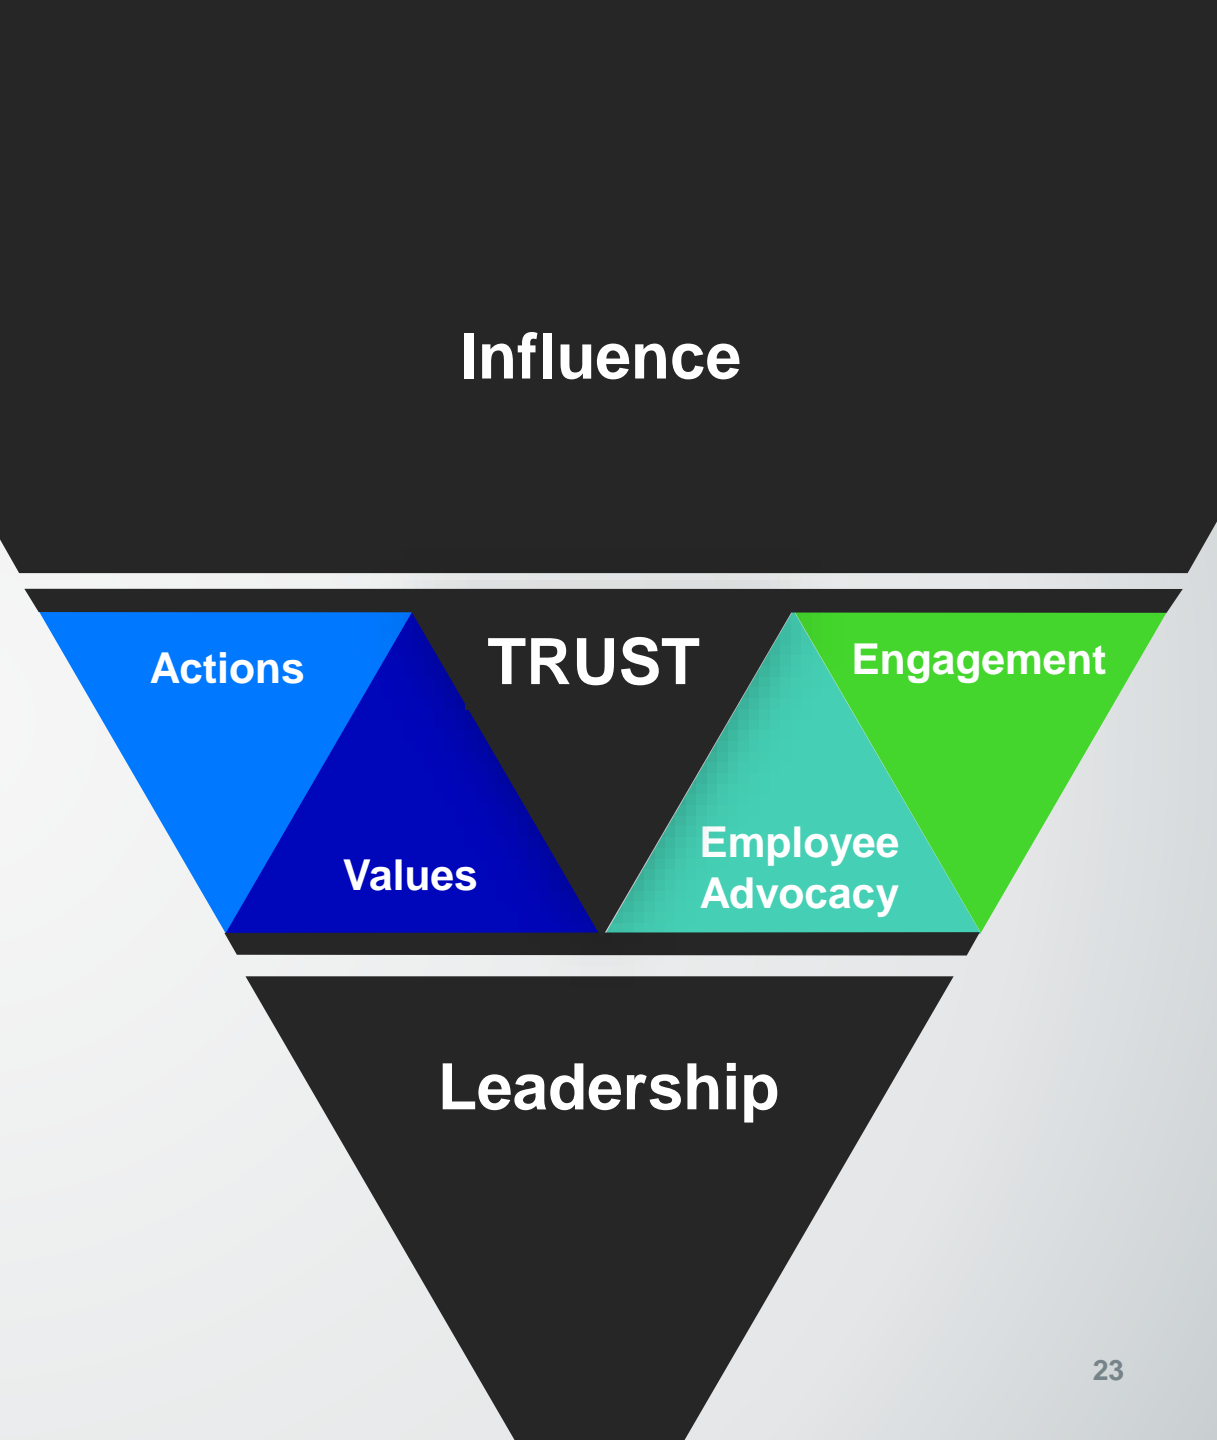 Influence
TRUST
Actions
Engagement
Values
Employee
Advocacy
Leadership
23